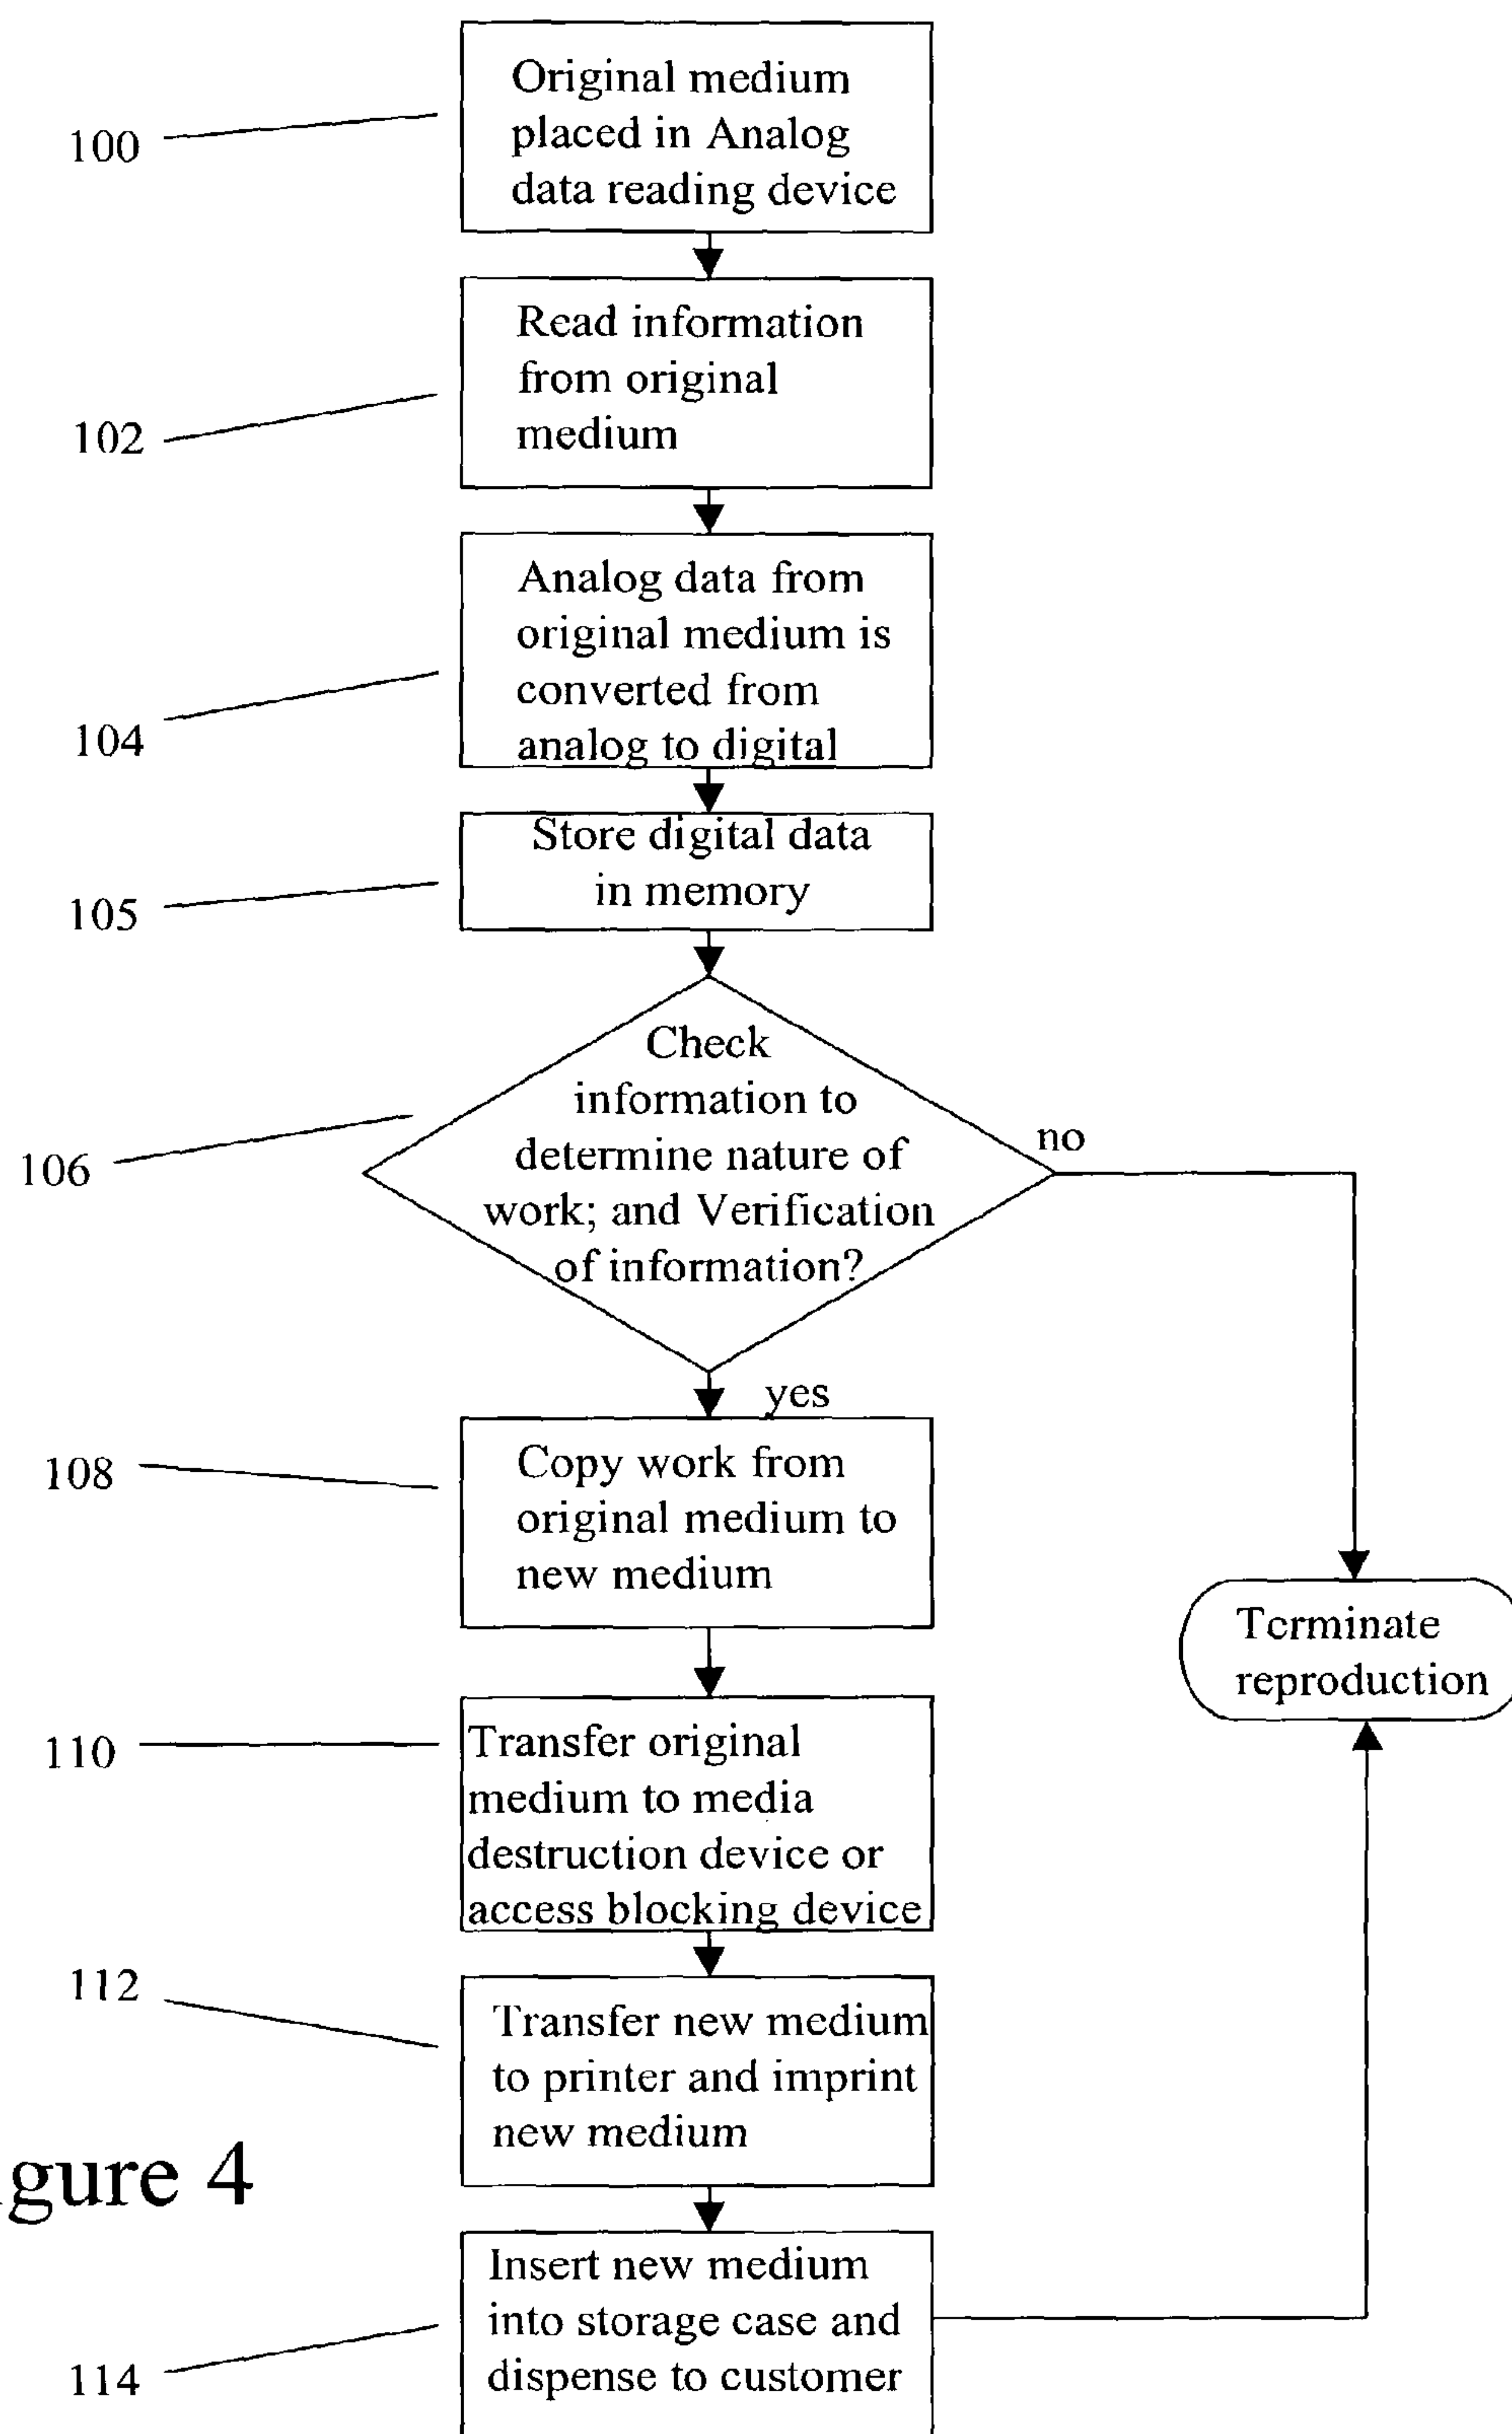 Original medium
placed in Analog
data reading device
100
Read information
from original
medium
102
Analog data from
original medium is
converted from
analog to digital
104
Store digital data
in memory
105
Check
information to
determine nature of
work; and Verification
of information?
106
no
yes
Copy work from
original medium to
new medium
108
Terminate
reproduction
Transfer original
medium to media
destruction device or
access blocking device
110
Transfer new medium
to printer and imprint
new medium
112
gure 4
Insert new medium
into storage case and
dispense to customer
114